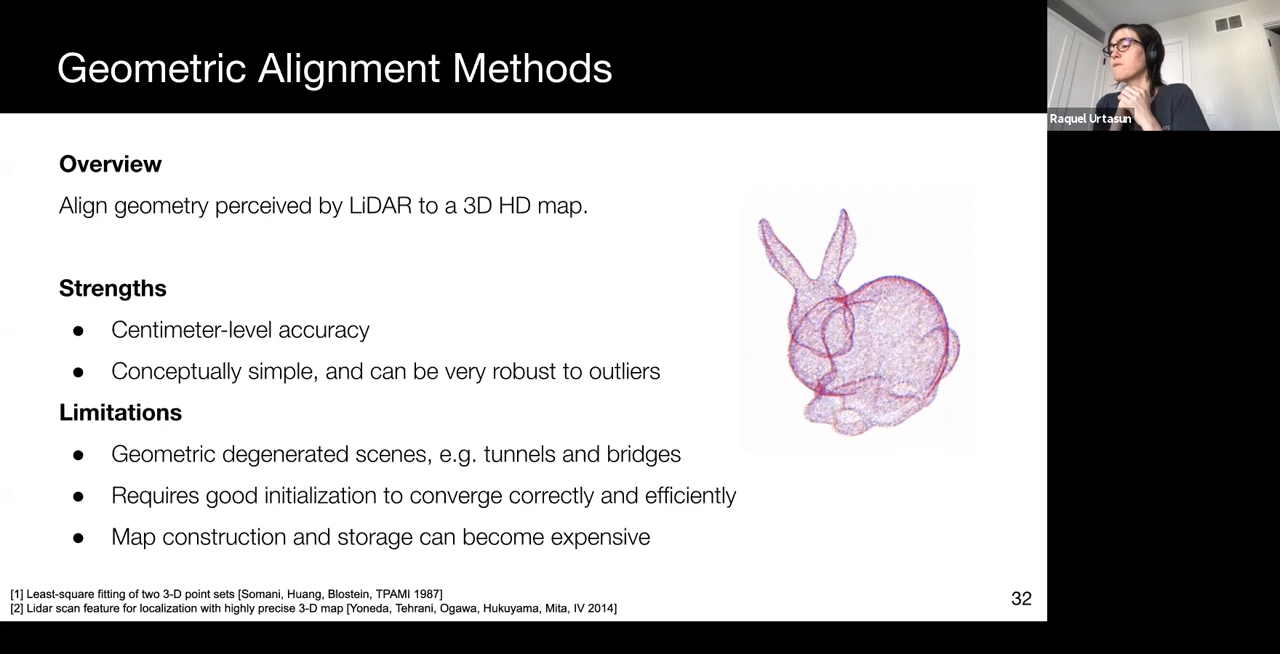 Geometric Alignment Methods
Raquel Urtasun
Overview
Align geometry perceived by LiDAR to a 3D HD map.
Strengths
● Centimeter-level accuracy
● Conceptually simple, and can be very robust to outliers
Limitations
● Geometric degenerated scenes, e.g. tunnels and bridges
● Requires good initialization to converge correctly and efficiently
● Map construction and storage can become expensive
[1] Least-square fitting of two 3-D point sets [Somani, Huang, Blostein, TPAMI 1987]
[2] Lidar scan feature for localization with highly precise 3-D map [Yoneda, Tehrani, Ogawa, Hukuyama, Mita, IV 2014]
32